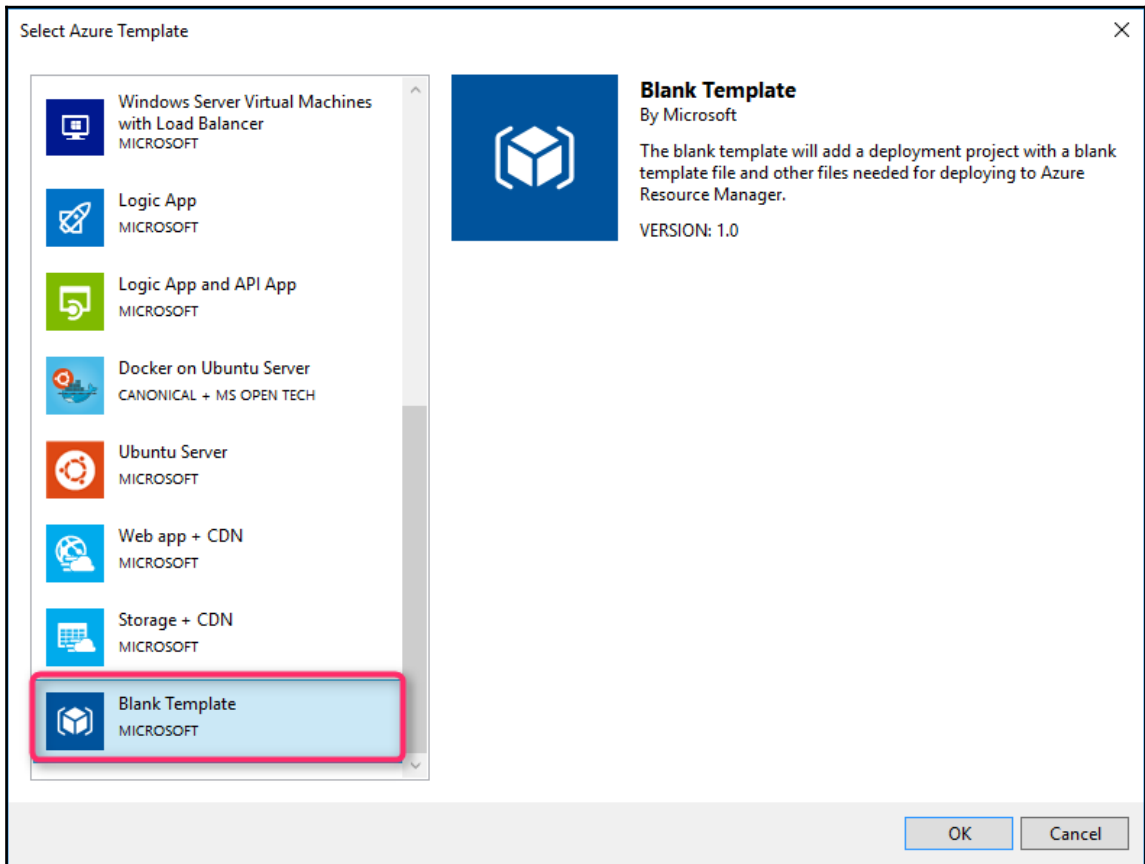 Select Azure Template
Windows Server Virtual Machines
with Load Balancer
MICROSOFT
Logic App
MICROSOFT
Logic App and API App
MICROSOFT
Docker on Ubuntu Server
CANONICAL + MS OPEN TECH
Ubuntu Server
MICROSOFT
Web app + CDN
MICROSOFT
Storage + CDN
MICROSOFT
Blank Template
MICROSOFT
Blank Template
By Microsoft
The blank template will add a deployment project with a blank
template file and other files needed for deploying to Azure
Resource Manager.
VERSION: 1.0
OK
Cancel